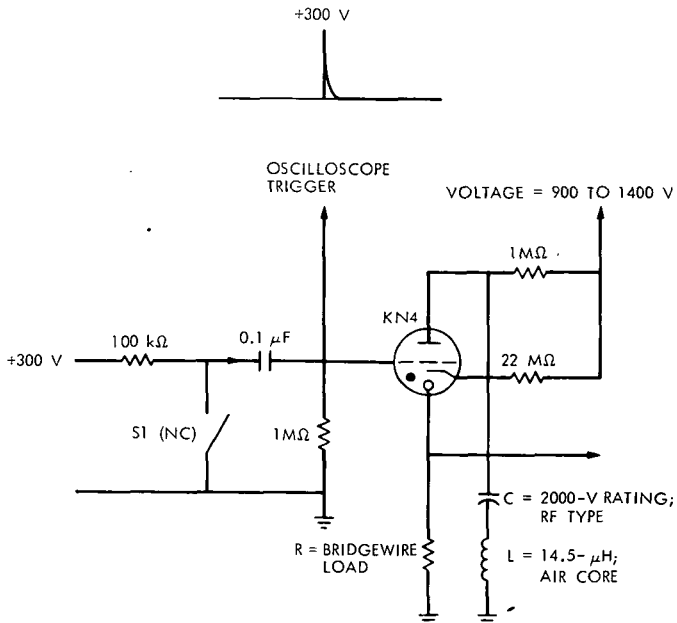 +300 V
OSCILLOSCOPE
TRIGGER
VOLTAGE = 900 TO 1400 V
1MΩ
KN4
100 kΩ
0.1 μF
+300 V
22 MΩ
S1 (NC)
1MΩ
C = 2000-V RATING;
RF TYPE
R = BRIDGEWIRE
LOAD
L = 14.5-μH;
AIR CORE